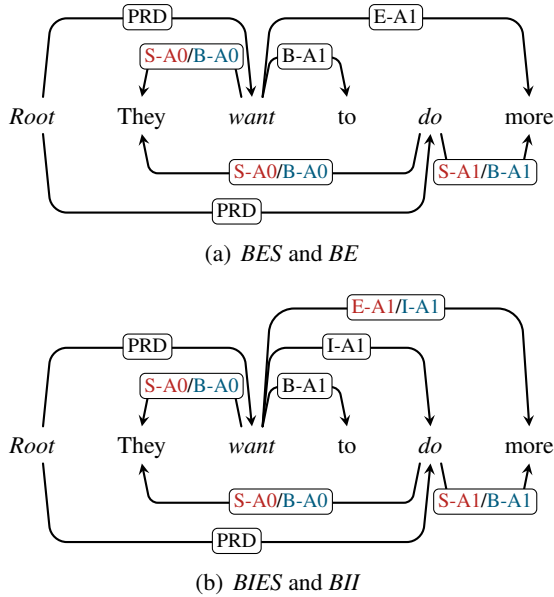 PRD E-A1
S-A0/B-A0 B-A1
Root They want to do more
S-A0/B-A0 S-A1/B-A1
PRD
(a) BES and BE
E-A1/I-A1
PRD I-A1
S-A0/B-A0 B-A1
Root They want to do more
S-A0/B-A0 S-A1/B-A1
PRD
(b) BIES and BII